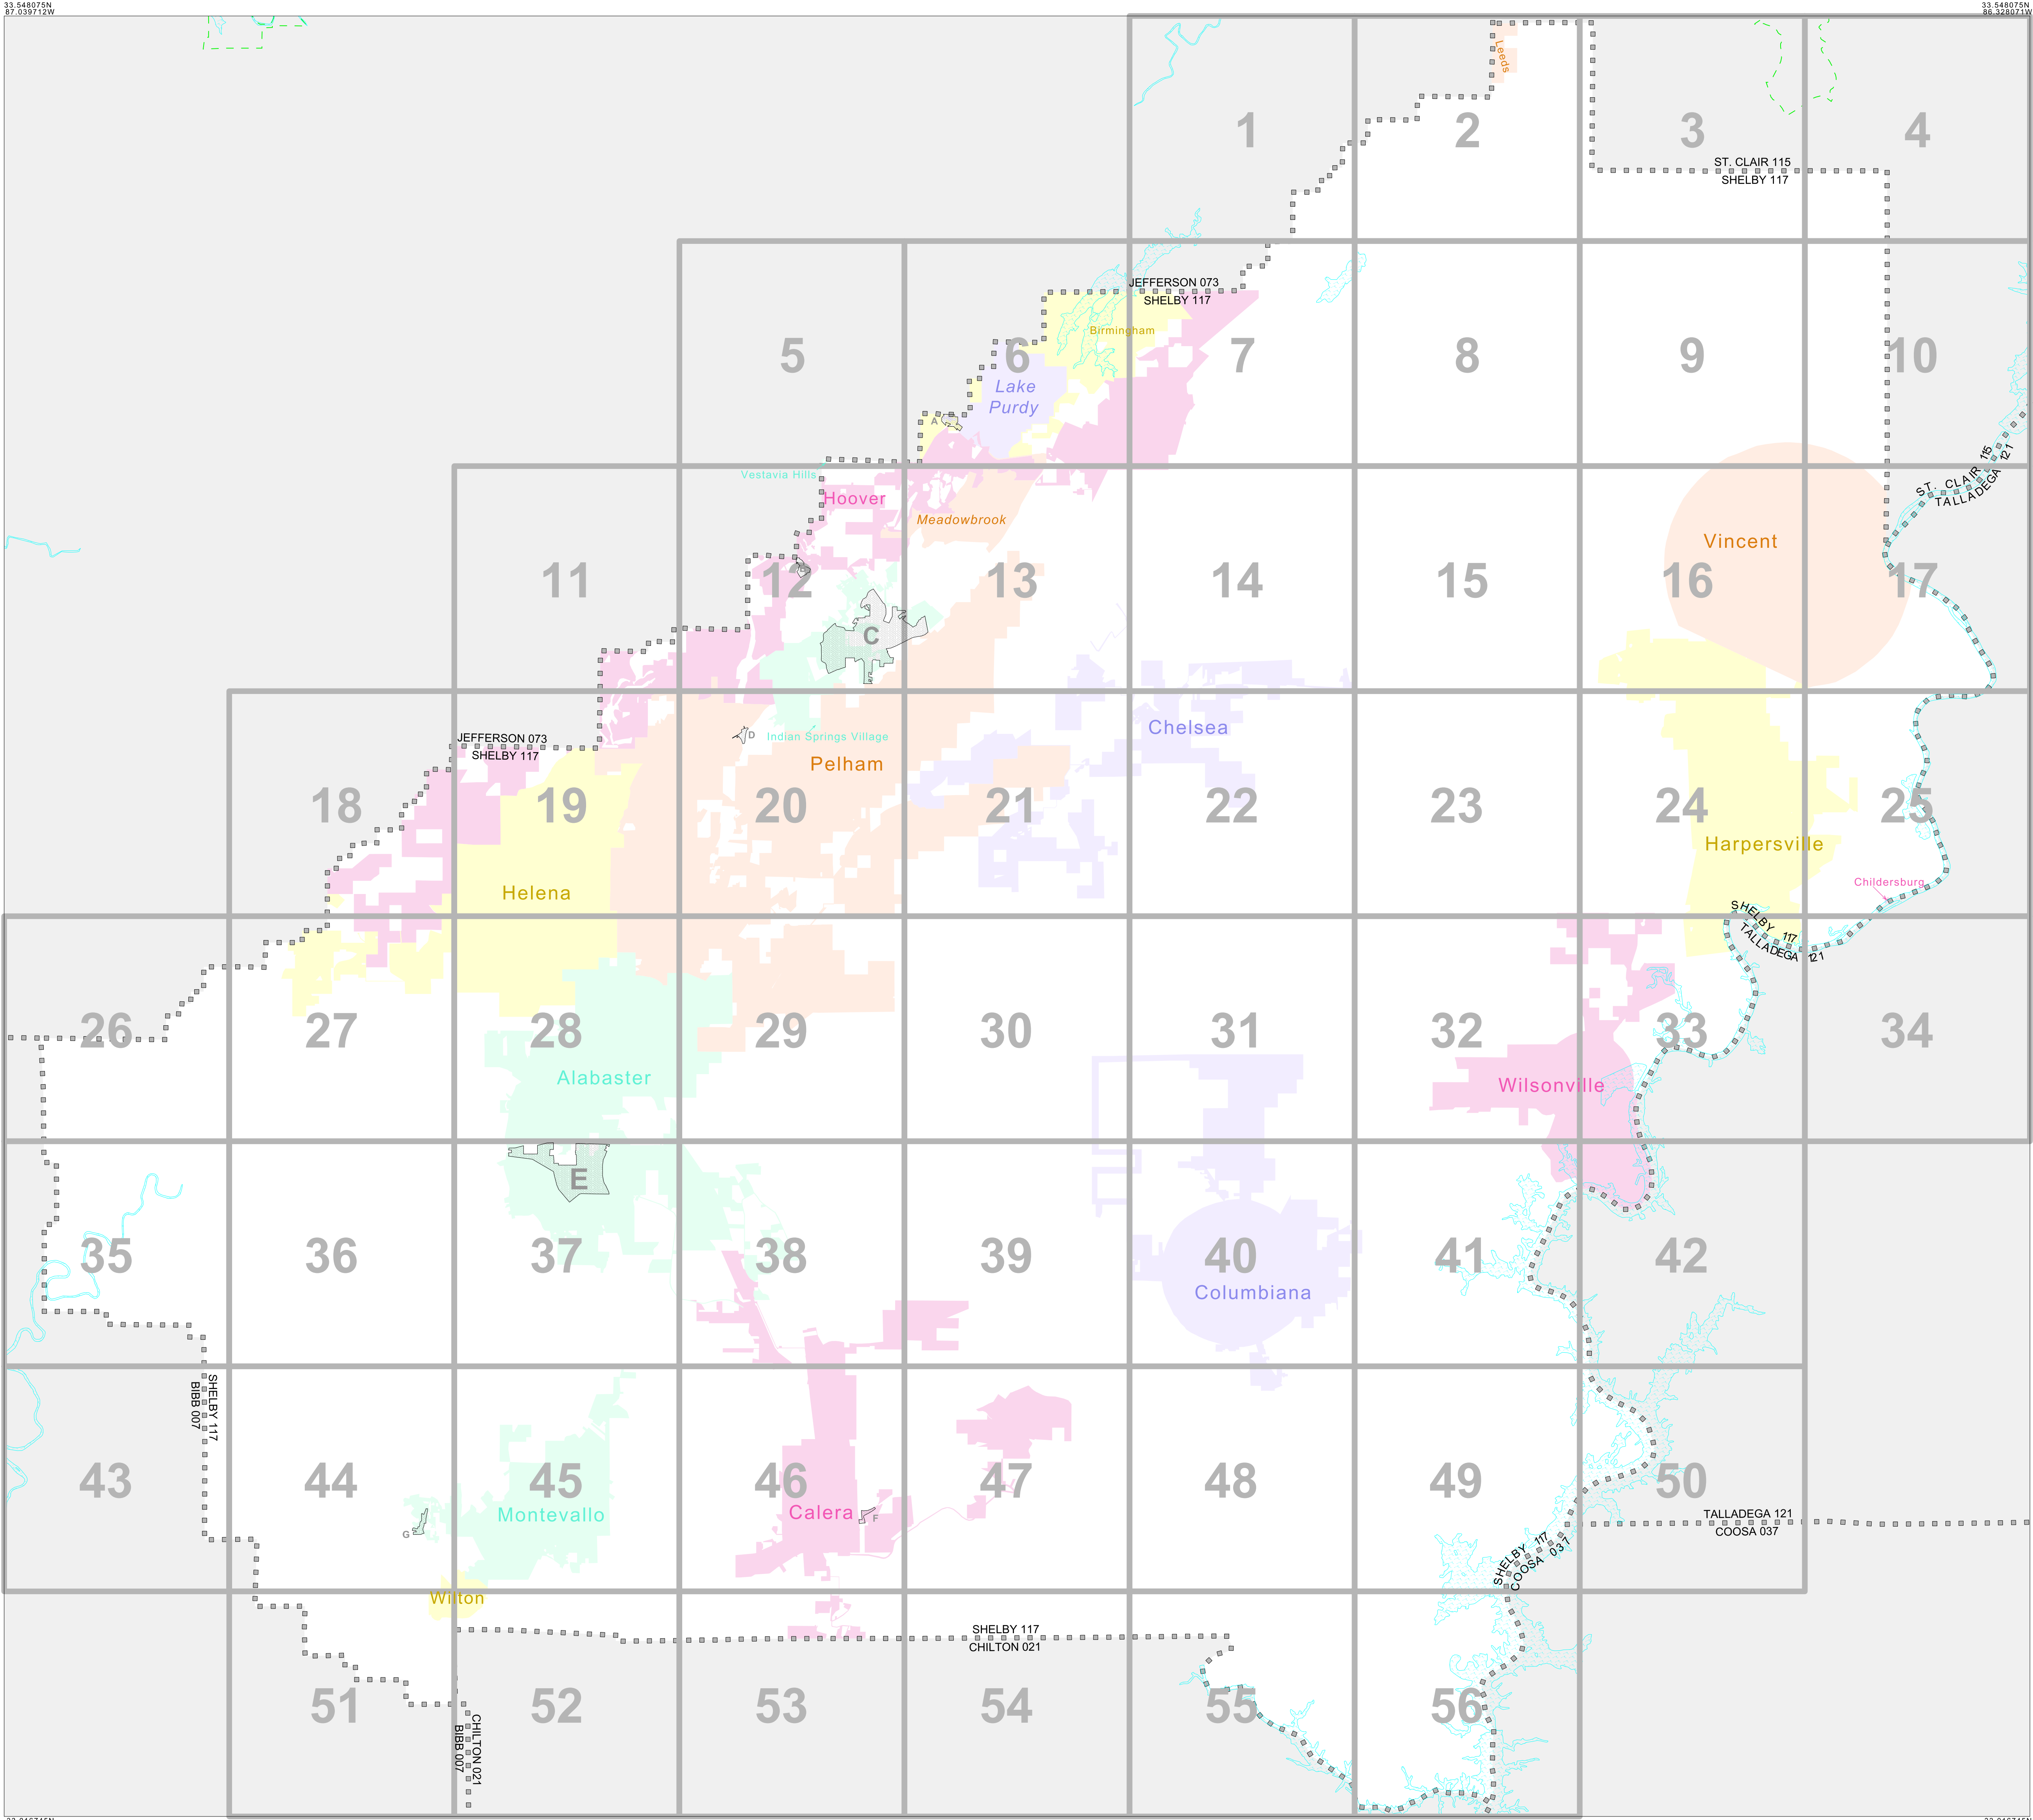 33.548075N
87.039712W
33.548075N
86.328071W
Leeds
1
2
3
4
ST. CLAIR 115
SHELBY 117
JEFFERSON 073
SHELBY 117
Birmingham
5
6
7
8
9
10
Lake
Purdy
A
Vestavia Hills
Hoover
Meadowbrook
ST. CLAIR 115
TALLADEGA 121
Vincent
11
12
13
14
15
16
17
C
Chelsea
Indian Springs Village
D
JEFFERSON 073
SHELBY 117
Pelham
18
19
20
21
22
23
24
25
Harpersville
Helena
Childersburg
SHELBY 117
TALLADEGA 121
26
27
28
29
30
31
32
33
34
Alabaster
Wilsonville
E
35
36
37
38
39
40
41
42
Columbiana
SHELBY 117
BIBB 007
43
44
45
46
47
48
49
50
Montevallo
Calera
F
G
TALLADEGA 121
COOSA 037
SHELBY 117
COOSA 037
Wilton
SHELBY 117
CHILTON 021
51
52
53
54
55
56
CHILTON 021
BIBB 007